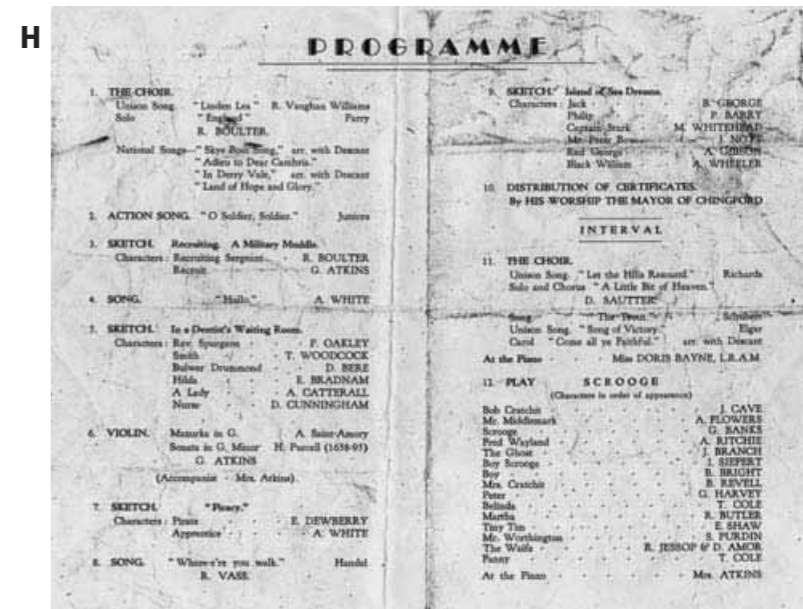 H
PROGRAMME
1. THE CHOIR.
Unison Song. "Linden Lea" R. Vaughan Williams
Solo "England" Parry
R. BOULTER.
National Songs—"Skye Boat Song," arr. with Descant
"Adieu to Dear Cambria."
"In Derry Vale," arr. with Descant
"Land of Hope and Glory."
2. ACTION SONG. "O Soldier, Soldier." Juniors
3. SKETCH. Recruiting. A Military Muddle.
Characters: Recruiting Sergeant R. BOULTER
Recruit G. ATKINS
4. SONG. "Hullo." A. WHITE
5. SKETCH. In a Dentist's Waiting Room.
Characters: Rev. Spurgeon P. OAKLEY
Smith T. WOODCOCK
Bulwer Drummond D. BERE
Hilda E. BRADNAM
A Lady A. CATTERALL
Nurse D. CUNNINGHAM
6. VIOLIN. Mazurka in G. A. Saint-Amory
Sonata in G. Minor H. Purcell (1658-95)
G. ATKINS
(Accompanist - Mrs. Atkins)
7. SKETCH. "Piracy."
Characters: Pirate E. DEWBERRY
Apprentice A. WHITE
8. SONG. "Where-e're you walk." Handel
R. VASS.
9. SKETCH. Island of Sea Dreams.
Characters: Jack B. GEORGE
Philip P. BARRY
Captain Stark M. WHITEHEAD
Mr. Peter J. NOTT
Red George A. GIBSON
Black William A. WHEELER
10. DISTRIBUTION OF CERTIFICATES.
By HIS WORSHIP THE MAYOR OF CHINGFORD
INTERVAL
11. THE CHOIR.
Unison Song. "Let the Hills Resound." Richards
Solo and Chorus "A Little Bit of Heaven."
D. SAUTTER.
Song "The Trout." Schubert
Unison Song. "Song of Victory." Elgar
Carol "Come all ye Faithful." arr. with Descant
At the Piano - Miss DORIS BAYNE, L.R.A.M.
12. PLAY SCROOGE
(Characters in order of appearance)
Bob Cratchit J. CAVE
Mr. Middlemark A. FLOWERS
Scrooge G. BANKS
Fred Wayland A. RITCHIE
The Ghost J. BRANCH
Boy Scrooge I. SIEFERT
Boy B. BRIGHT
Mrs. Cratchit B. REVELL
Peter G. HARVEY
Belinda T. COLE
Martha R. BUTLER
Tiny Tim E. SHAW
Mr. Worthington S. PURDIN
The Waifs R. JESSOP & D. AMOR
Fanny T. COLE
At the Piano Mrs. ATKINS